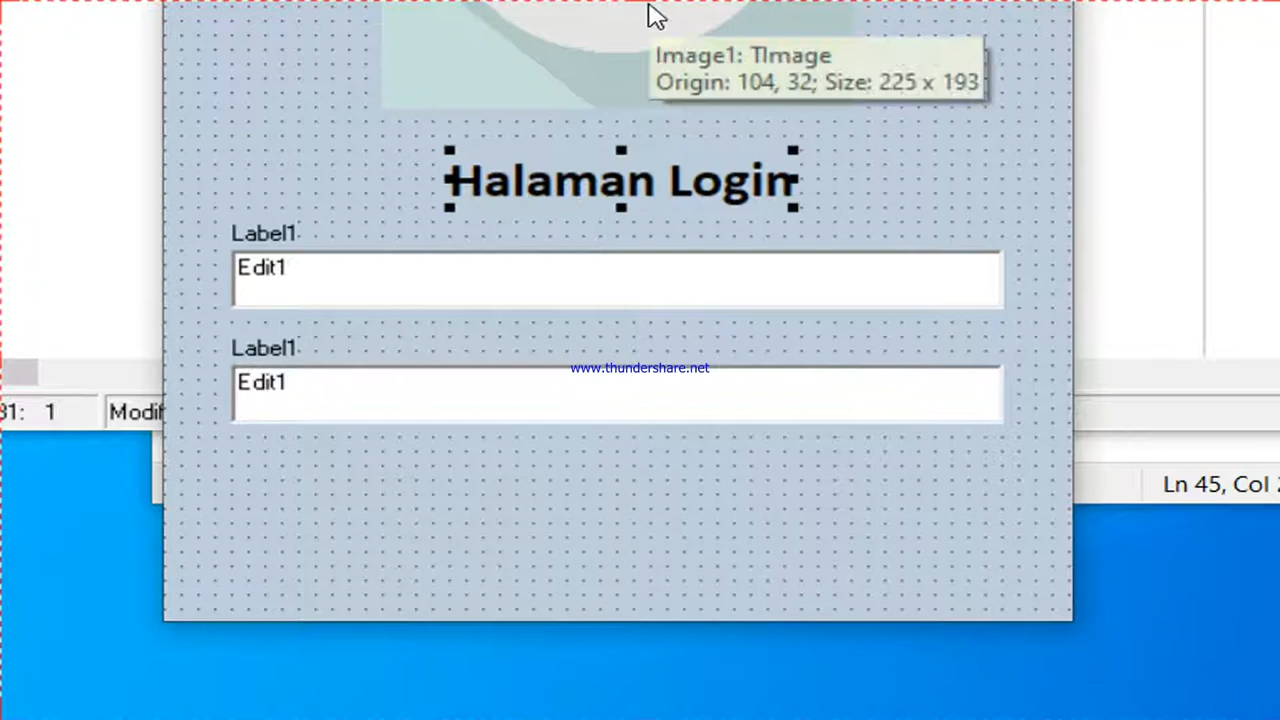 Image1: TImage
Origin: 104, 32; Size: 225 x 193
Halaman Login
Label1
Edit1
Label1
www.thundershare.net
Edit1
31: 1
Modif
Ln 45, Col 2